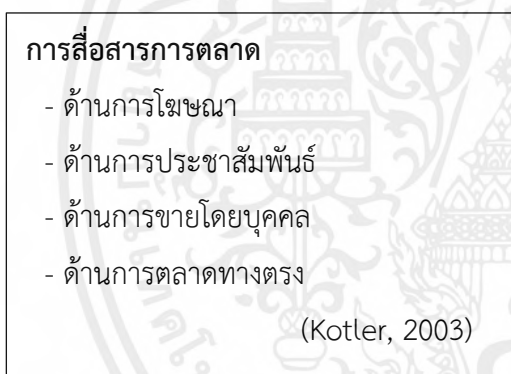 การสื่อสารการตลาด
- ด้านการโฆษณา
- ด้านการประชาสัมพันธ์
- ด้านการขายโดยบุคคล
- ด้านการตลาดทางตรง
(Kotler, 2003)